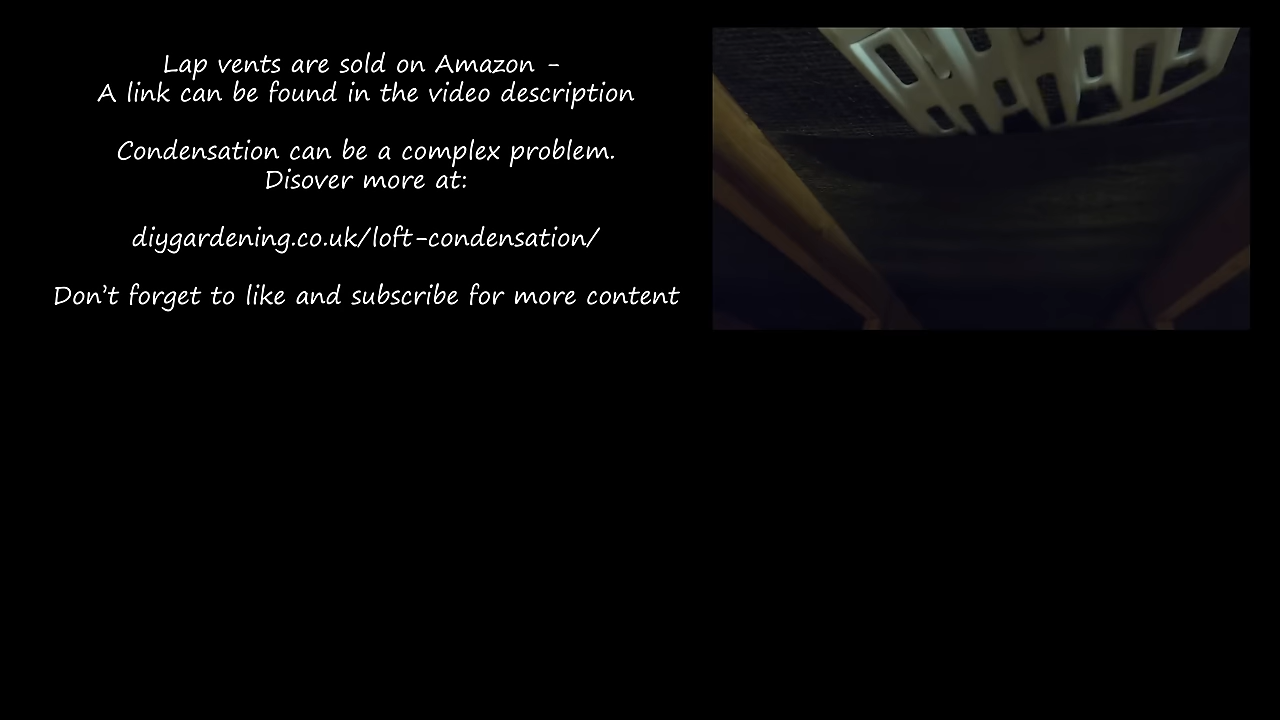 Lap vents are sold on Amazon -
A link can be found in the video description
Condensation can be a complex problem.
Disover more at:
diygardening.co.uk/loft-condensation/
Don't forget to like and subscribe for more content